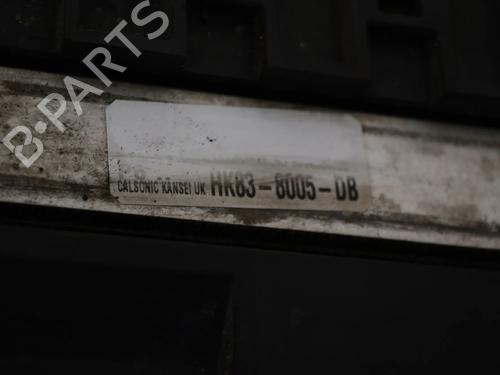 B-PARTS
CALSONIC KANSEI UK HK83-8005-DB